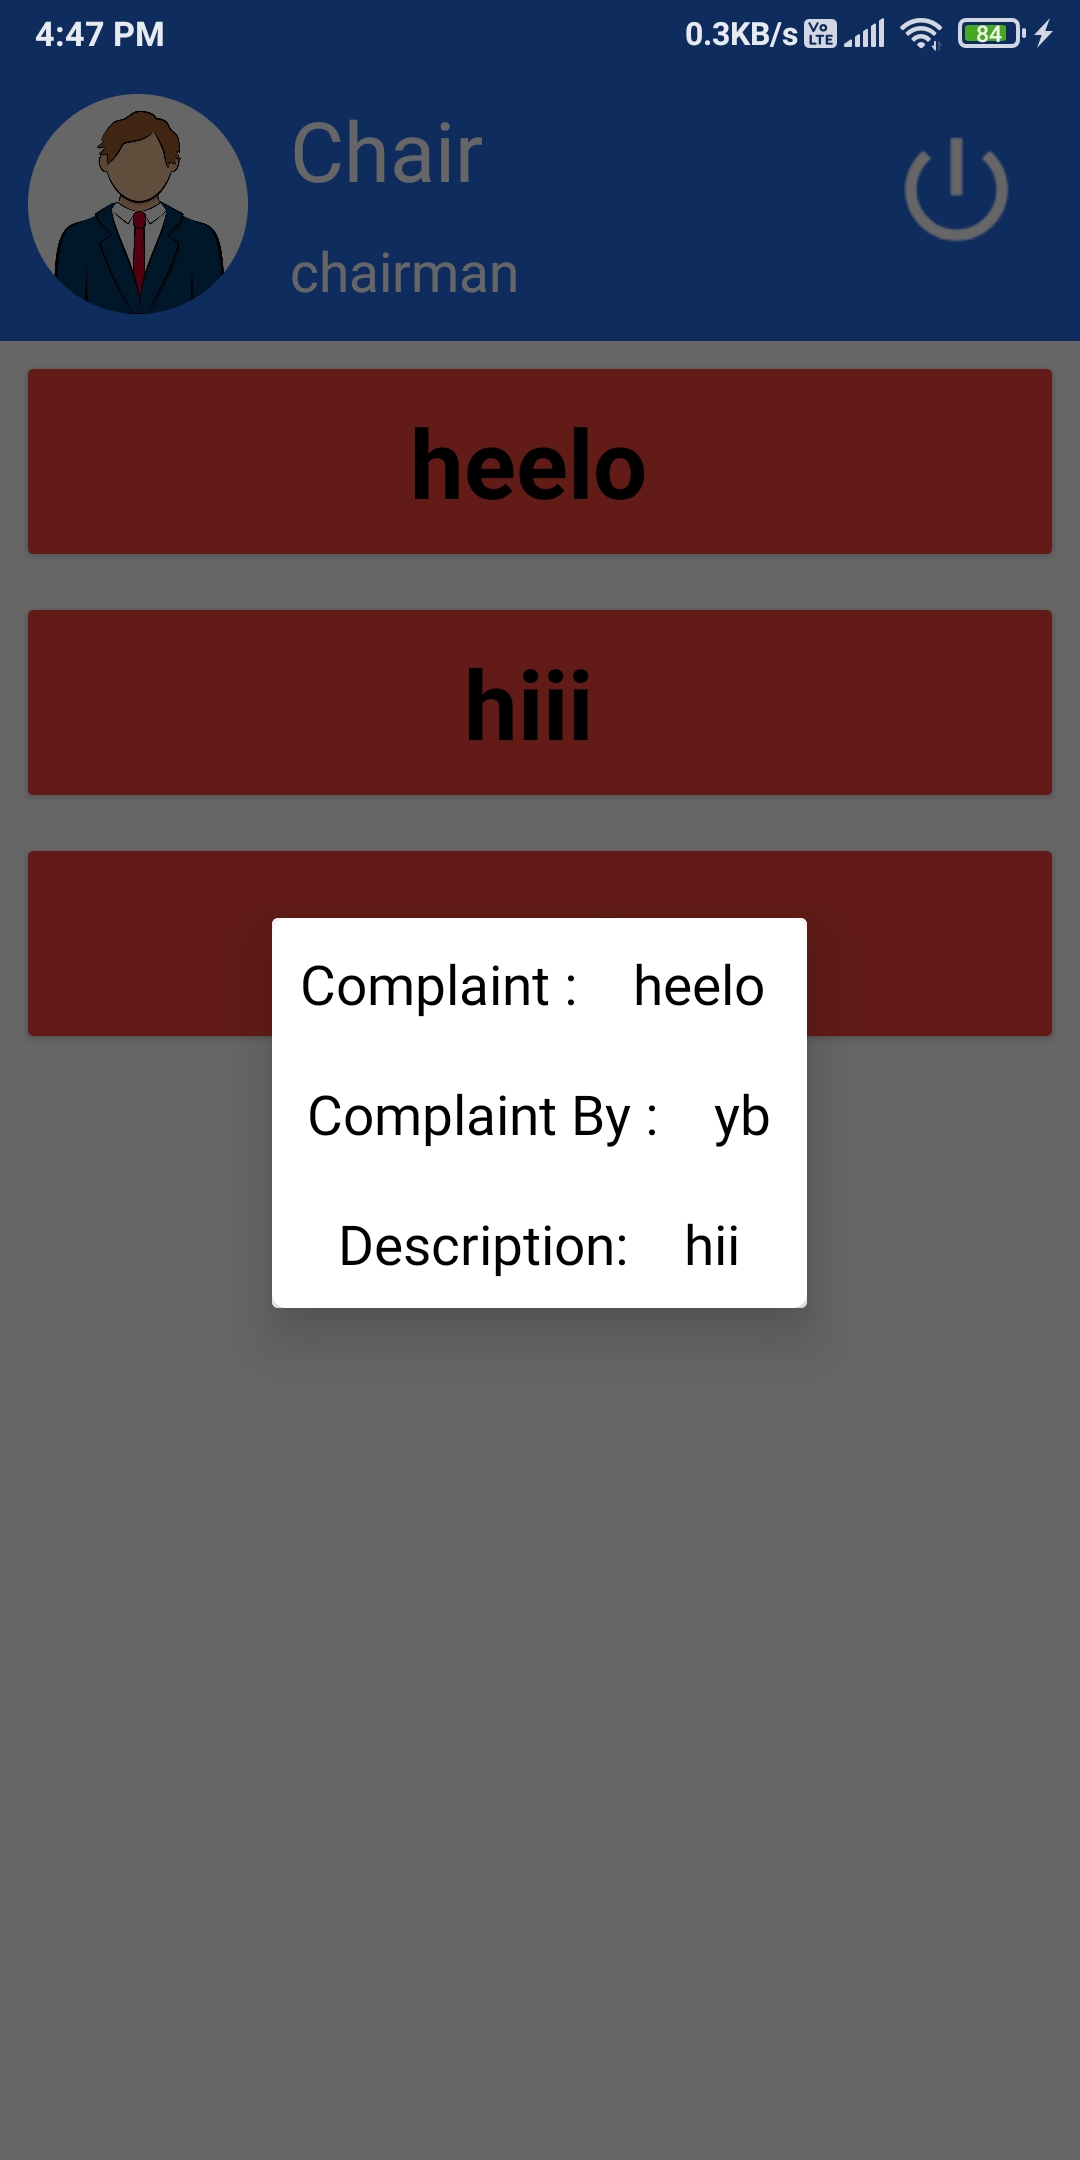 4:47 PM 0.3KB/s Vo LTE 84
Chair
chairman
heelo
hiii
Complaint : heelo
Complaint By : yb
Description: hii